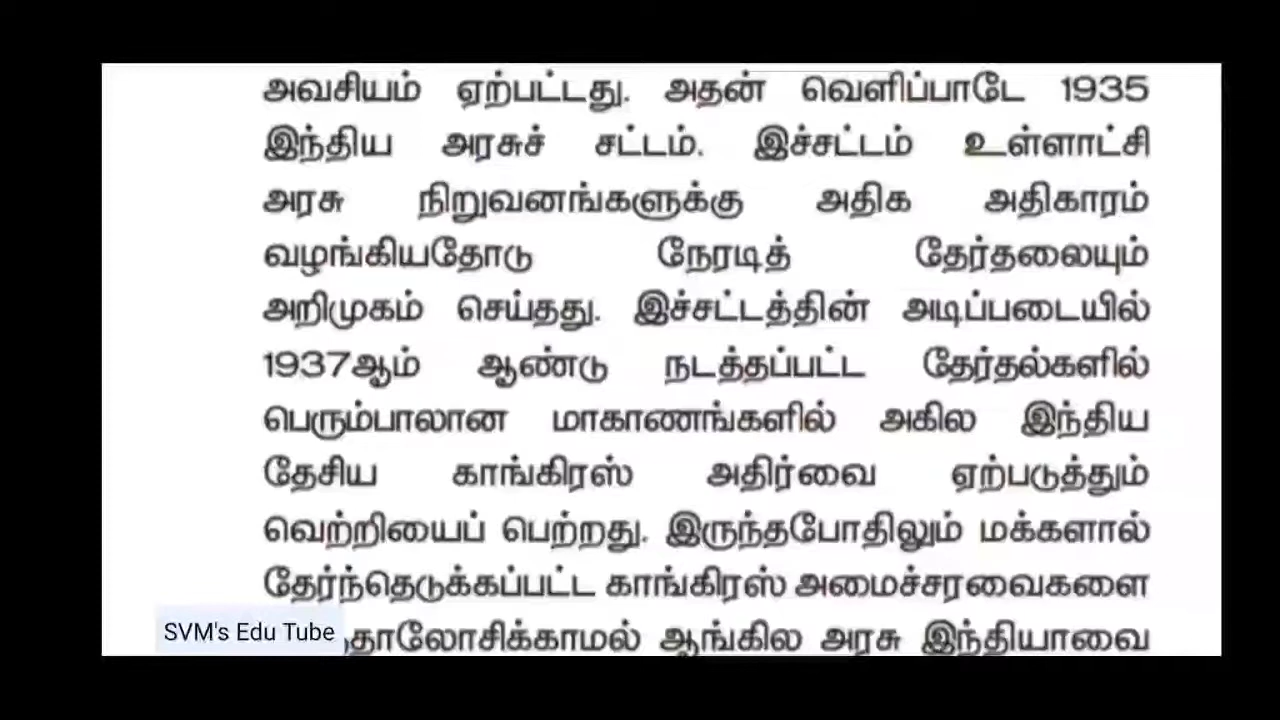 அவசியம் ஏற்பட்டது. அதன் வெளிப்பாடே 1935
இந்திய அரசுச் சட்டம். இச்சட்டம் உள்ளாட்சி
அரசு நிறுவனங்களுக்கு அதிக அதிகாரம்
வழங்கியதோடு நேரடித் தேர்தலையும்
அறிமுகம் செய்தது. இச்சட்டத்தின் அடிப்படையில்
1937ஆம் ஆண்டு நடத்தப்பட்ட தேர்தல்களில்
பெரும்பாலான மாகாணங்களில் அகில இந்திய
தேசிய காங்கிரஸ் அதிர்வை ஏற்படுத்தும்
வெற்றியைப் பெற்றது. இருந்தபோதிலும் மக்களால்
தேர்ந்தெடுக்கப்பட்ட காங்கிரஸ் அமைச்சரவைகளை
ஆங்கில அரசு இந்தியாவை
SVM's Edu Tube